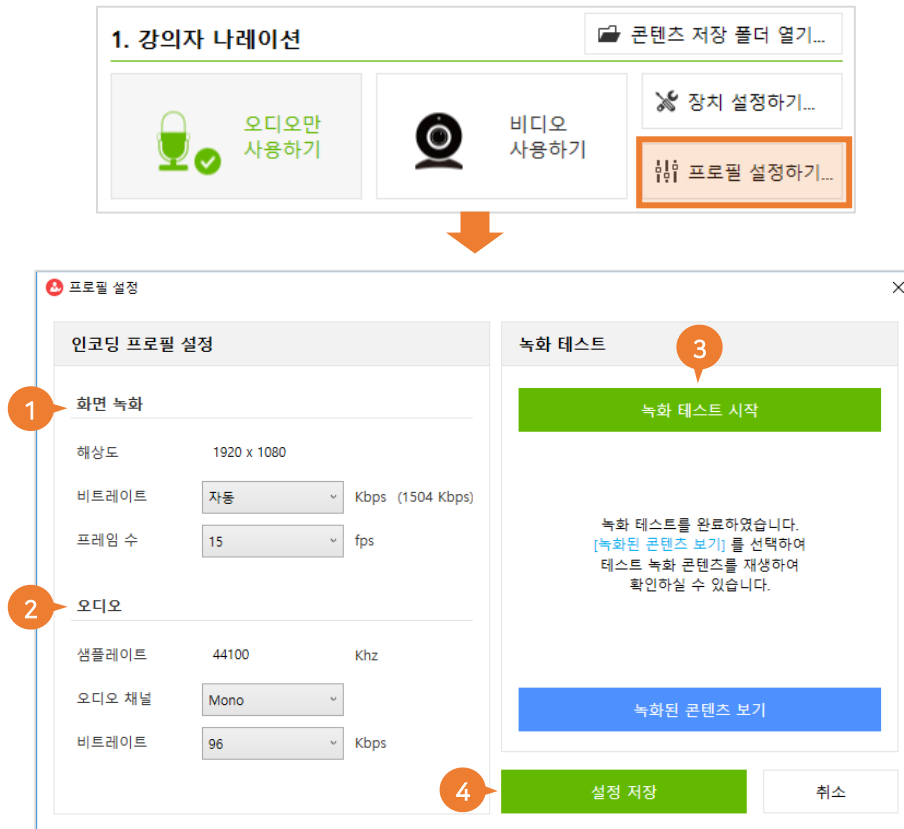 1. 강의자 나레이션
콘텐츠 저장 폴더 열기...
오디오만
사용하기
비디오
사용하기
장치 설정하기...
프로필 설정하기...
프로필 설정
인코딩 프로필 설정
1
화면 녹화
해상도 1920 x 1080
비트레이트 자동 Kbps (1504 Kbps)
프레임 수 15 fps
2
오디오
샘플레이트 44100 Khz
오디오 채널 Mono
비트레이트 96 Kbps
녹화 테스트
3
녹화 테스트 시작
녹화 테스트를 완료하였습니다.
[녹화된 콘텐츠 보기] 를 선택하여
테스트 녹화 콘텐츠를 재생하여
확인하실 수 있습니다.
녹화된 콘텐츠 보기
4
설정 저장
취소